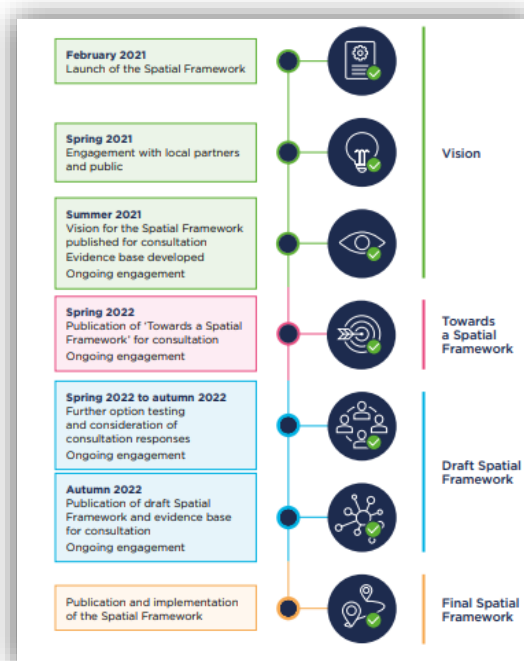 February 2021
Launch of the Spatial Framework
Spring 2021
Engagement with local partners
and public
Summer 2021
Vision for the Spatial Framework
published for consultation
Evidence base developed
Ongoing engagement
Vision
Spring 2022
Publication of ‘Towards a Spatial
Framework’ for consultation
Ongoing engagement
Towards
a Spatial
Framework
Spring 2022 to autumn 2022
Further option testing
and consideration of
consultation responses
Ongoing engagement
Autumn 2022
Publication of draft Spatial
Framework and evidence base
for consultation
Ongoing engagement
Draft Spatial
Framework
Publication and implementation
of the Spatial Framework
Final Spatial
Framework